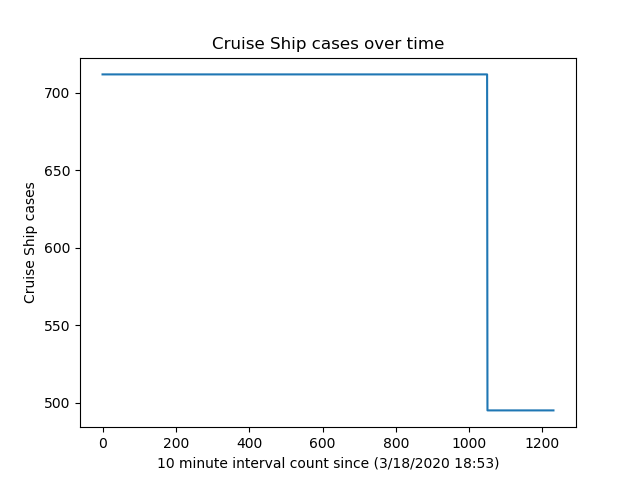 Cruise Ship cases over time
700
650
600
550
500
Cruise Ship cases
0 200 400 600 800 1000 1200
10 minute interval count since (3/18/2020 18:53)